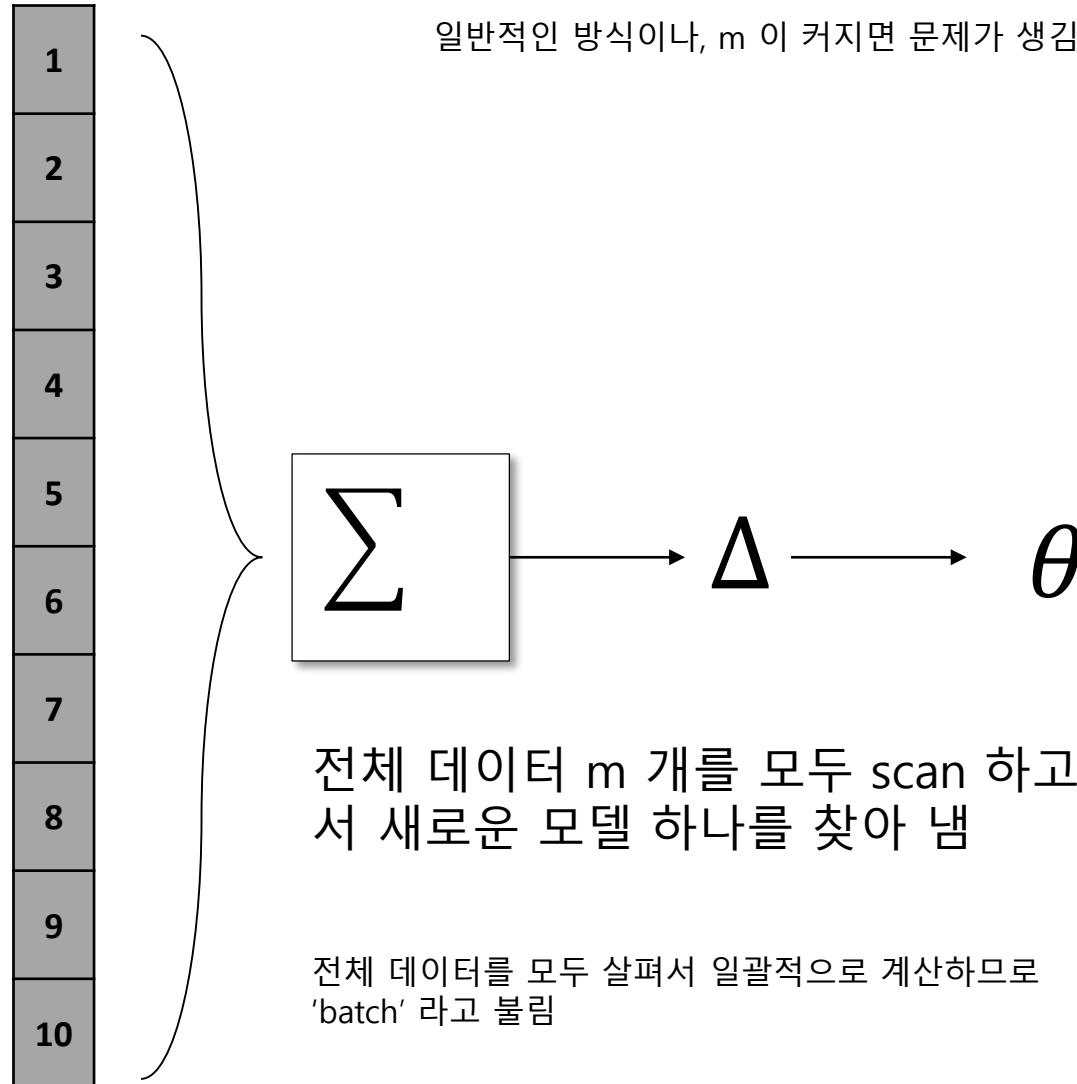 일반적인 방식이나, m 이 커지면 문제가 생김
1
2
3
4
5
6
7
8
9
10
∑
Δ
θ
전체 데이터 m 개를 모두 scan 하고
서 새로운 모델 하나를 찾아 냄
전체 데이터를 모두 살펴서 일괄적으로 계산하므로
‘batch’ 라고 불림